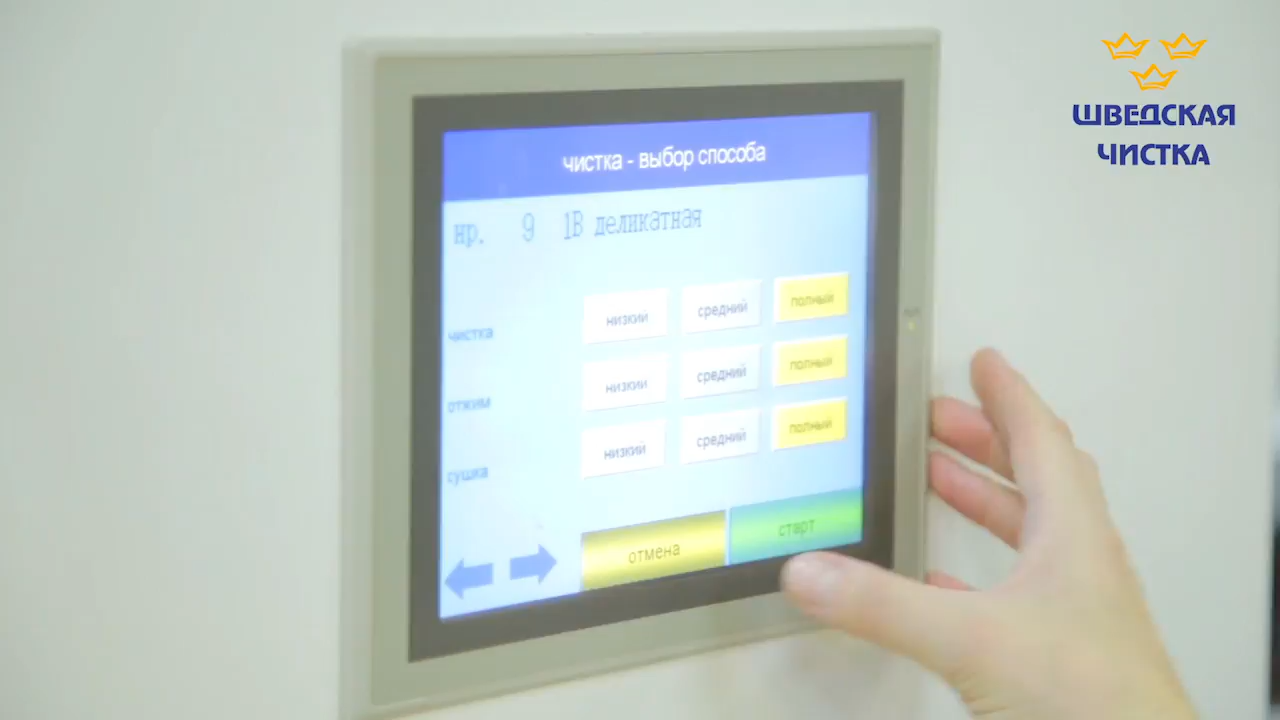 ШВЕДСКАЯ
ЧИСТКА
чистка - выбор способа
нр. 9 1В деликатная
чистка низкий средний полный
отжим низкий средний полный
сушка низкий средний полный
отмена старт